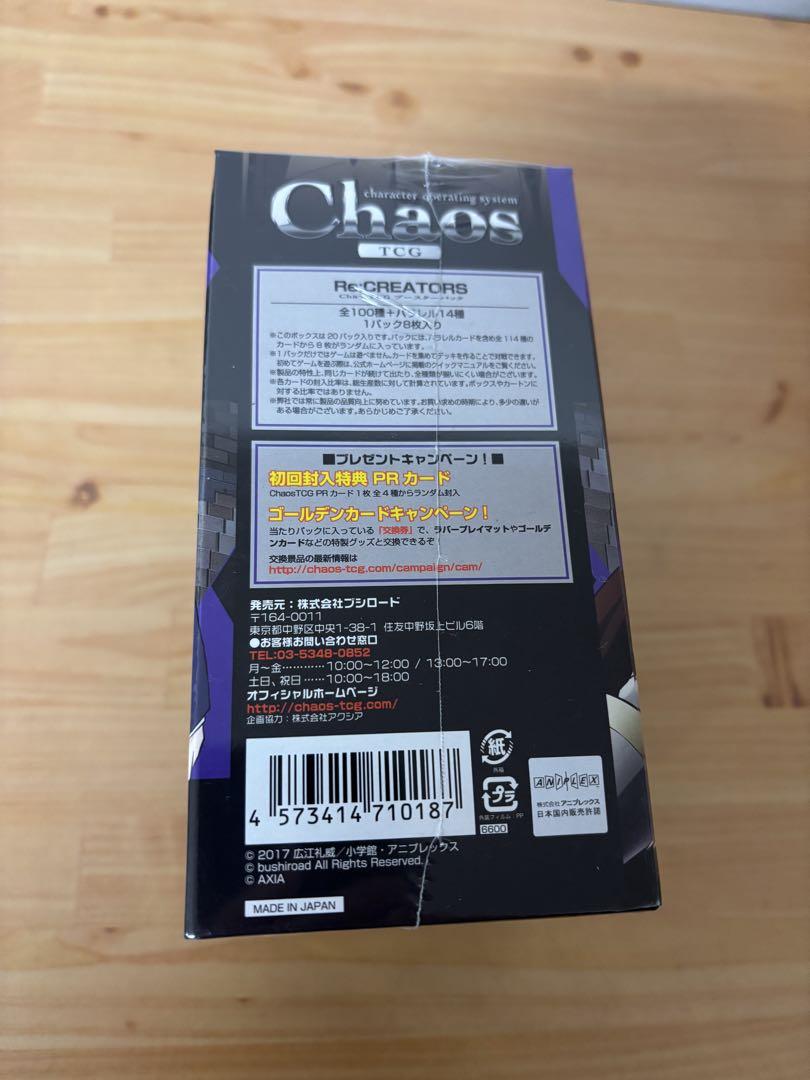 character operating system
Chaos
TCG
Re:CREATORS
ChaosTCG ブースターパック
全100種＋パラレル14種
1パック8枚入り
※このボックスは20パック入りです。パックには、パラレルカードを含め全114種の
カードから8枚がランダムに入っています。
※1パックだけではゲームは遊べません。カードを集めてデッキを作ることで対戦できます。
初めてゲームを遊ぶ際は、公式ホームページに掲載のクイックマニュアルをご覧ください。
※製品の特性上、同じカードが続けて出たり、全種類が揃いにくい場合がございます。
※各カードの封入比率は、総生産数に対して計算されています。ボックスやカートンに
対する比率ではありません。
※弊社では常に製品の品質向上に努めています。お買い求めの時期により、多少の違いが
ある場合がございます。あらかじめご了承ください。
■プレゼントキャンペーン！■
初回封入特典 PRカード
ChaosTCG PRカード1枚 全4種からランダム封入
ゴールデンカードキャンペーン！
当たりパックに入っている「交換券」で、ラバープレイマットやゴールデ
ンカードなどの特製グッズと交換できるぞ！
交換景品の最新情報は
http://chaos-tcg.com/campaign/cam/
発売元：株式会社ブシロード
〒164-0011
東京都中野区中央1-38-1 住友中野坂上ビル6階
●お客様お問い合わせ窓口
TEL:03-5348-0852
月～金…………10:00～12:00 / 13:00～17:00
土日、祝日……10:00～18:00
オフィシャルホームページ
http://chaos-tcg.com/
企画協力：株式会社アクシア
4 573414 710187
紙
外箱
プラ
外装フィルム：PP
6600
ANIPLEX
株式会社アニプレックス
日本国内販売許諾
© 2017 広江礼威／小学館・アニプレックス
© bushiroad All Rights Reserved.
© AXIA
MADE IN JAPAN